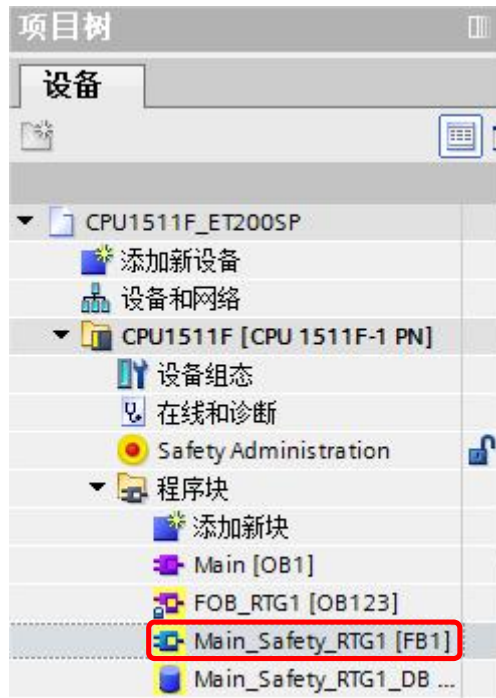 项目树
设备
CPU1511F_ET200SP
添加新设备
设备和网络
CPU1511F [CPU 1511F-1 PN]
设备组态
在线和诊断
Safety Administration
程序块
添加新块
Main [OB1]
FOB_RTG1 [OB123]
Main_Safety_RTG1 [FB1]
Main_Safety_RTG1_DB ...